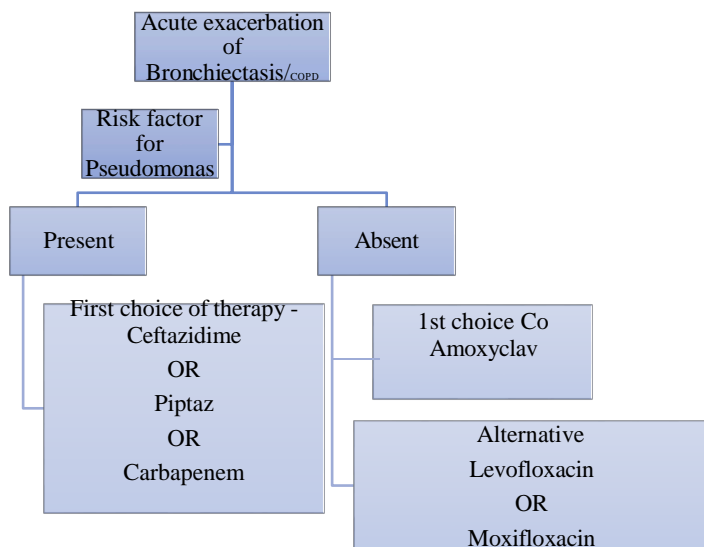 Acute exacerbation
of
Bronchiectasis/COPD
Risk factor
for
Pseudomonas
Present
Absent
First choice of therapy -
Ceftazidime
OR
Piptaz
OR
Carbapenem
1st choice Co
Amoxyclav
Alternative
Levofloxacin
OR
Moxifloxacin